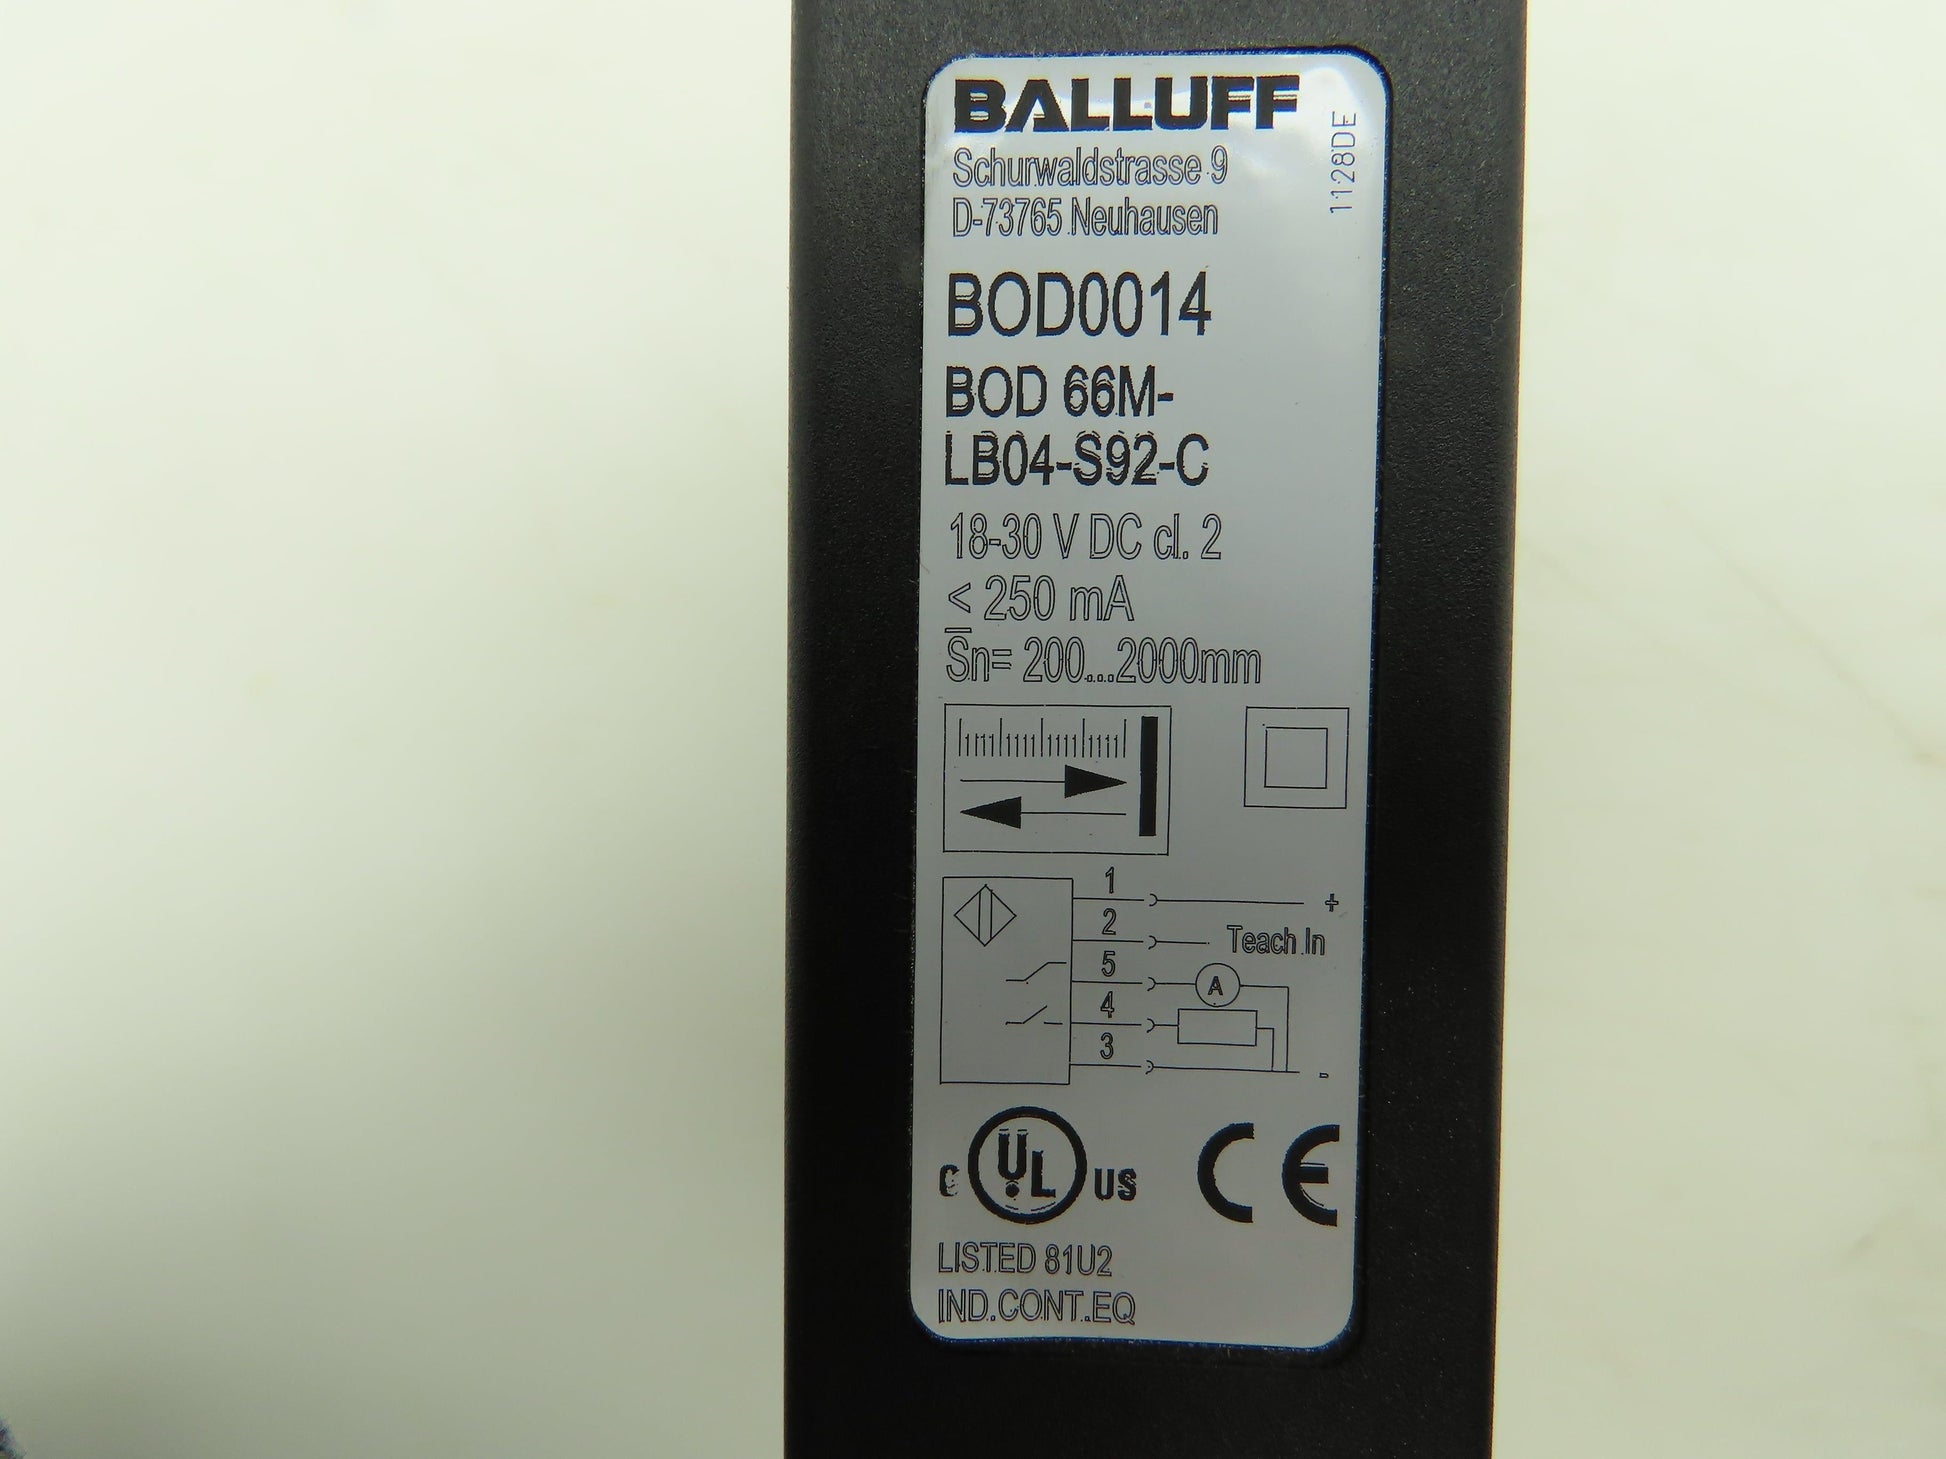 BALLUFF
1128DE
Schurwaldstrasse 9
D-73765 Neuhausen
BOD0014
BOD 66M-
LB04-S92-C
18-30 V DC cl. 2
≤ 250 mA
Sn= 200...2000mm
1 +
2 Teach In
5 A
4
3 -
C UL US CE
LISTED 81U2
IND.CONT.EQ